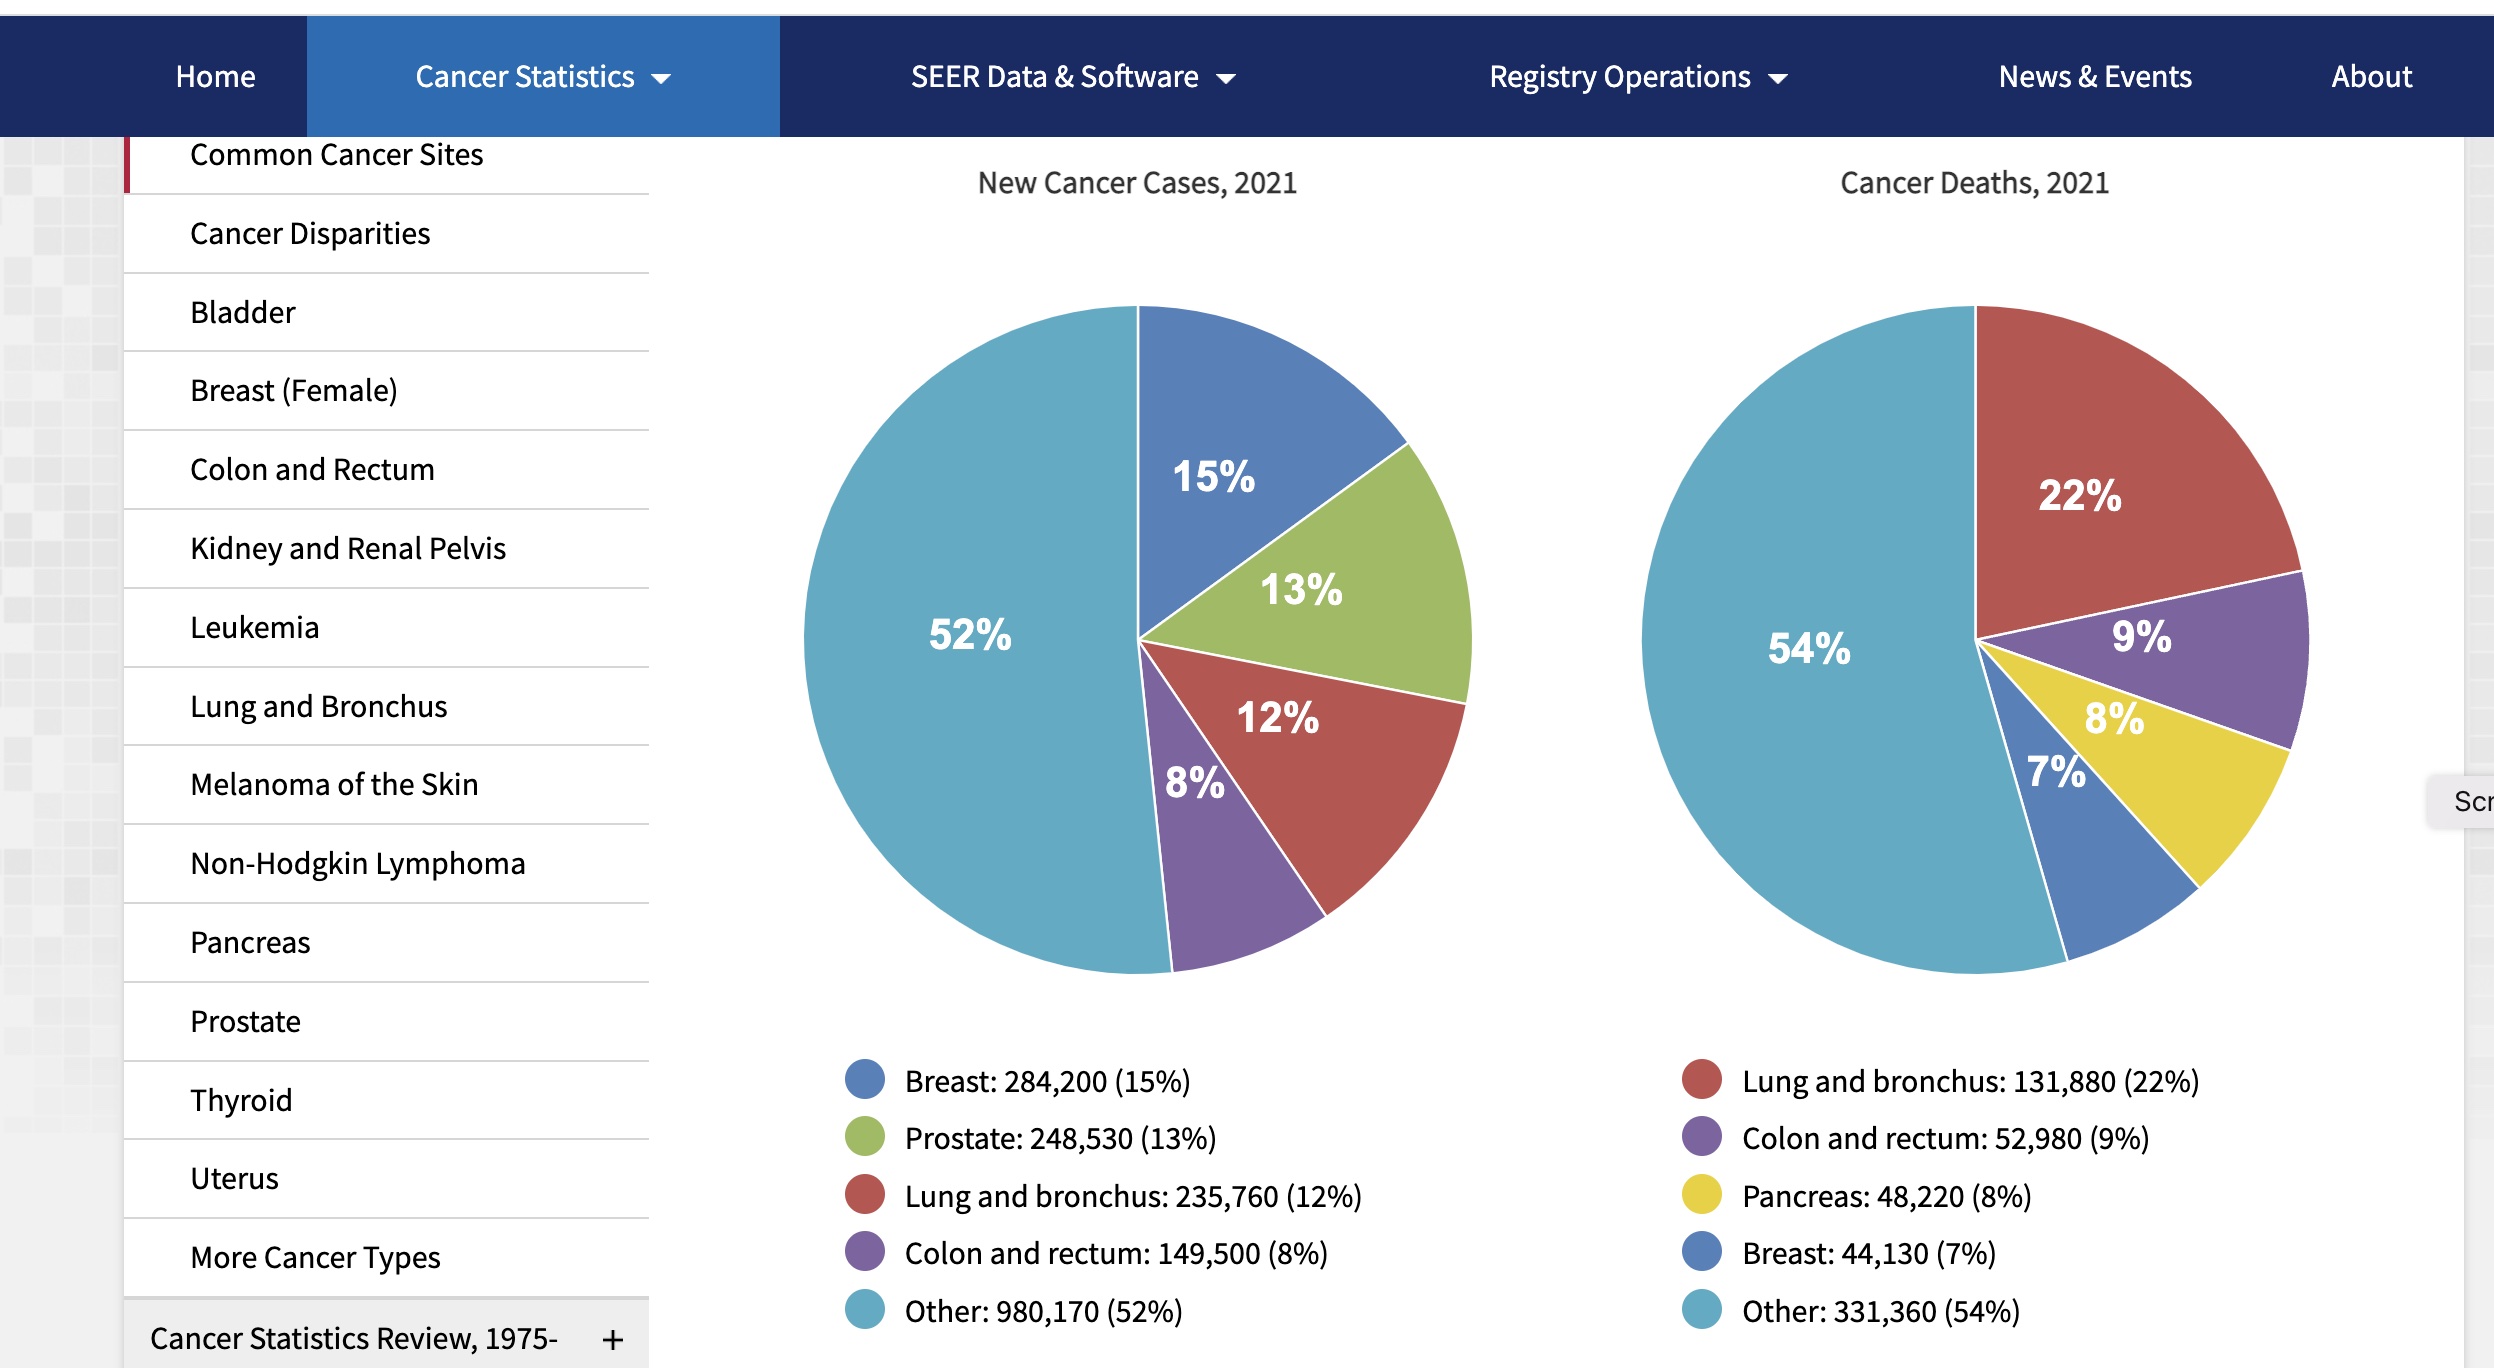 Home
Cancer Statistics
SEER Data & Software
Registry Operations
News & Events
About
Common Cancer Sites
Cancer Disparities
Bladder
Breast (Female)
Colon and Rectum
Kidney and Renal Pelvis
Leukemia
Lung and Bronchus
Melanoma of the Skin
Non-Hodgkin Lymphoma
Pancreas
Prostate
Thyroid
Uterus
More Cancer Types
Cancer Statistics Review, 1975- +
New Cancer Cases, 2021
15%
13%
12%
8%
52%
Breast: 284,200 (15%)
Prostate: 248,530 (13%)
Lung and bronchus: 235,760 (12%)
Colon and rectum: 149,500 (8%)
Other: 980,170 (52%)
Cancer Deaths, 2021
22%
9%
8%
7%
54%
Lung and bronchus: 131,880 (22%)
Colon and rectum: 52,980 (9%)
Pancreas: 48,220 (8%)
Breast: 44,130 (7%)
Other: 331,360 (54%)
Scr